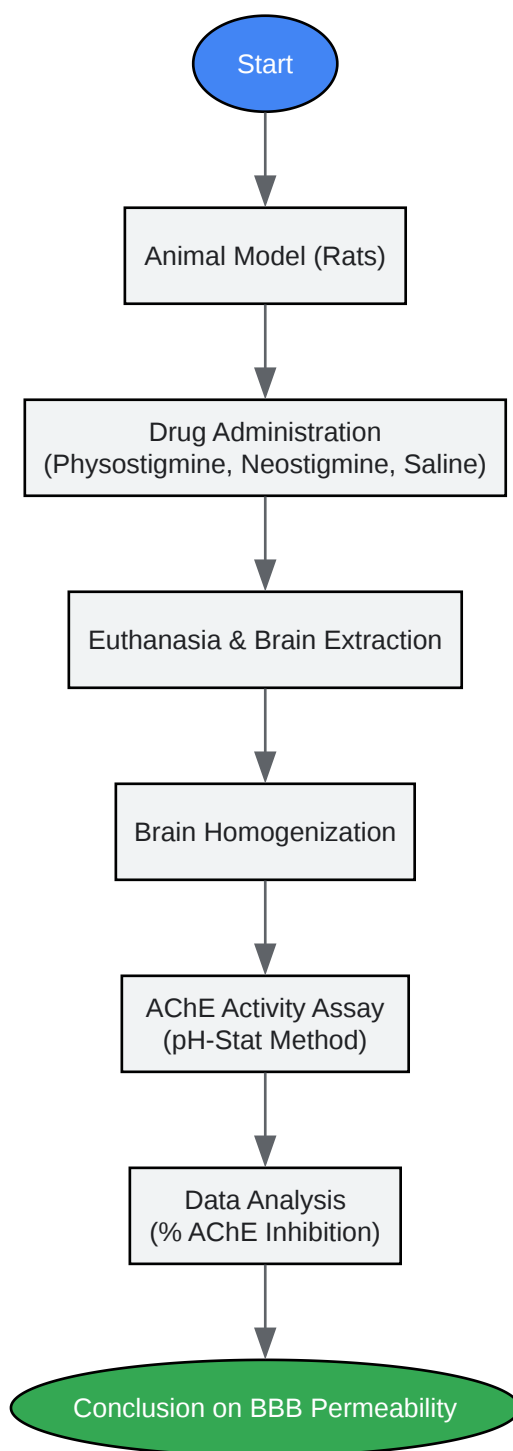 Start
Animal Model (Rats)
Drug Administration
(Physostigmine, Neostigmine, Saline)
Euthanasia & Brain Extraction
Brain Homogenization
AChE Activity Assay
(pH-Stat Method)
Data Analysis
(% AChE Inhibition)
Conclusion on BBB Permeability